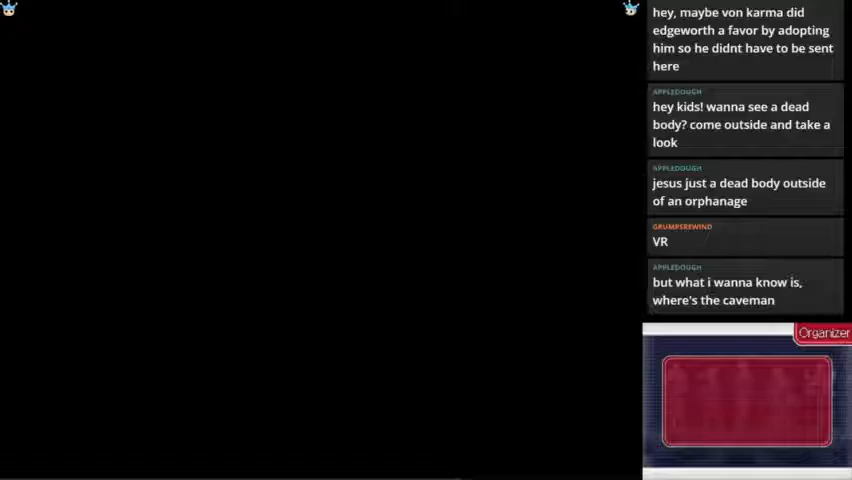 hey, maybe von karma did
edgeworth a favor by adopting
him so he didnt have to be sent
here
APPLEDOUGH
hey kids! wanna see a dead
body? come outside and take a
look
APPLEDOUGH
jesus just a dead body outside
of an orphanage
GRUMPSREWIND
VR
APPLEDOUGH
but what i wanna know is,
where's the caveman
Organizer